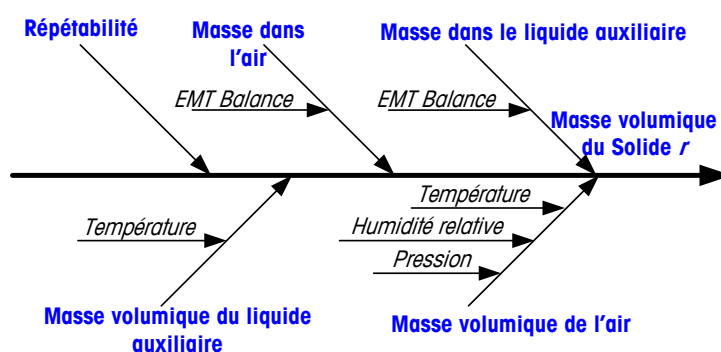 Répétabilité
Masse dans
l'air
Masse dans le liquide auxiliaire
EMT Balance
EMT Balance
Masse volumique
du Solide r
Température
Température
Humidité relative
Pression
Masse volumique du liquide
auxiliaire
Masse volumique de l'air